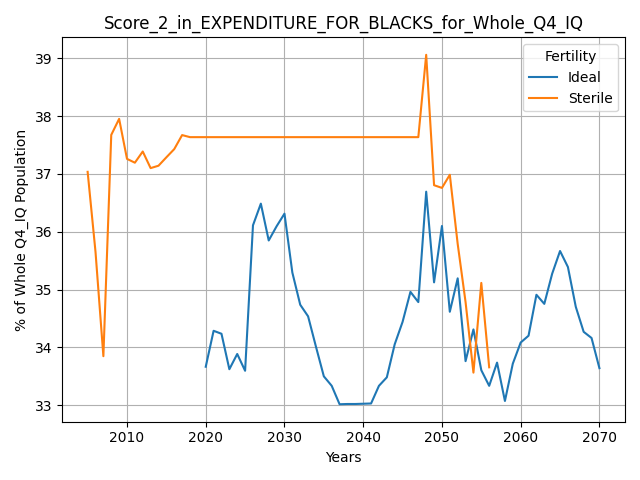 Score_2_in_EXPENDITURE_FOR_BLACKS_for_Whole_Q4_IQ
Fertility
Ideal
Sterile
% of Whole Q4_IQ Population
39
38
37
36
35
34
33
2010 2020 2030 2040 2050 2060 2070
Years